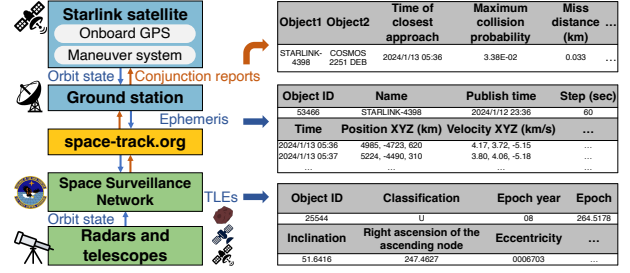 Starlink satellite
Onboard GPS
Maneuver system
Orbit state Conjunction reports
Ground station
Ephemeris
space-track.org
Space Surveillance
Network
TLEs
Orbit state
Radars and
telescopes
Object1 Object2 Time of closest approach Maximum collision probability Miss distance (km) ...
STARLINK-4398 COSMOS 2251 DEB 2024/1/13 05:36 3.38E-02 0.033 ...
Object ID Name Publish time Step (sec)
53466 STARLINK-4398 2024/1/12 23:36 60
Time Position XYZ (km) Velocity XYZ (km/s) ...
2024/1/13 05:36 4985, -4723, 620 4.17, 3.72, -5.15 ...
2024/1/13 05:37 5224, -4490, 310 3.80, 4.06, -5.18 ...
... ... ... ...
Object ID Classification Epoch year Epoch
25544 U 08 264.5178
Inclination Right ascension of the ascending node Eccentricity ...
51.6416 247.4627 0006703 ...